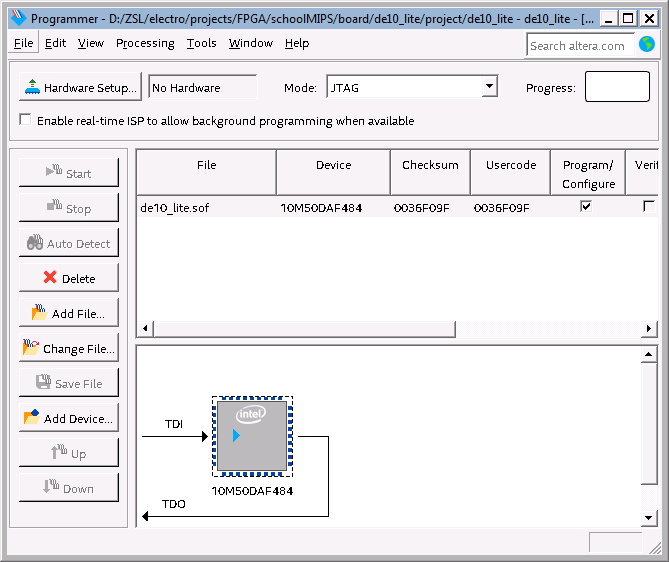 Programmer - D:/ZSL/electro/projects/FPGA/schoolMIPS/board/de10_lite/project/de10_lite - de10_lite - [...
File Edit View Processing Tools Window Help
Search altera.com
Hardware Setup... No Hardware Mode: JTAG Progress:
Enable real-time ISP to allow background programming when available
Start
Stop
Auto Detect
Delete
Add File...
Change File...
Save File
Add Device...
Up
Down
File Device Checksum Usercode Program/ Verif
Configure
de10_lite.sof 10M50DAF484 0036F09F 0036F09F
TDI
intel
10M50DAF484
TDO